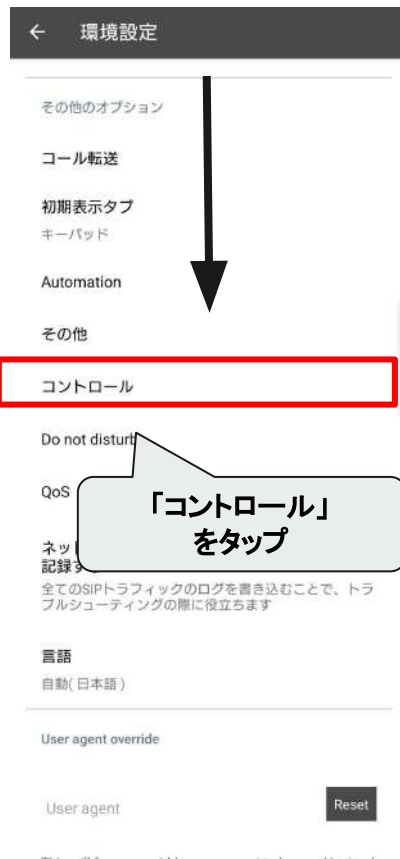 ← 環境設定
その他のオプション
コール転送
初期表示タブ
キーパッド
Automation
その他
コントロール
Do not disturb
QoS
「コントロール」
をタップ
ネッ
記録す
全てのSIPトラフィックのログを書き込むことで、トラ
ブルシューティングの際に役立ちます
言語
自動( 日本語 )
User agent override
User agent
Reset